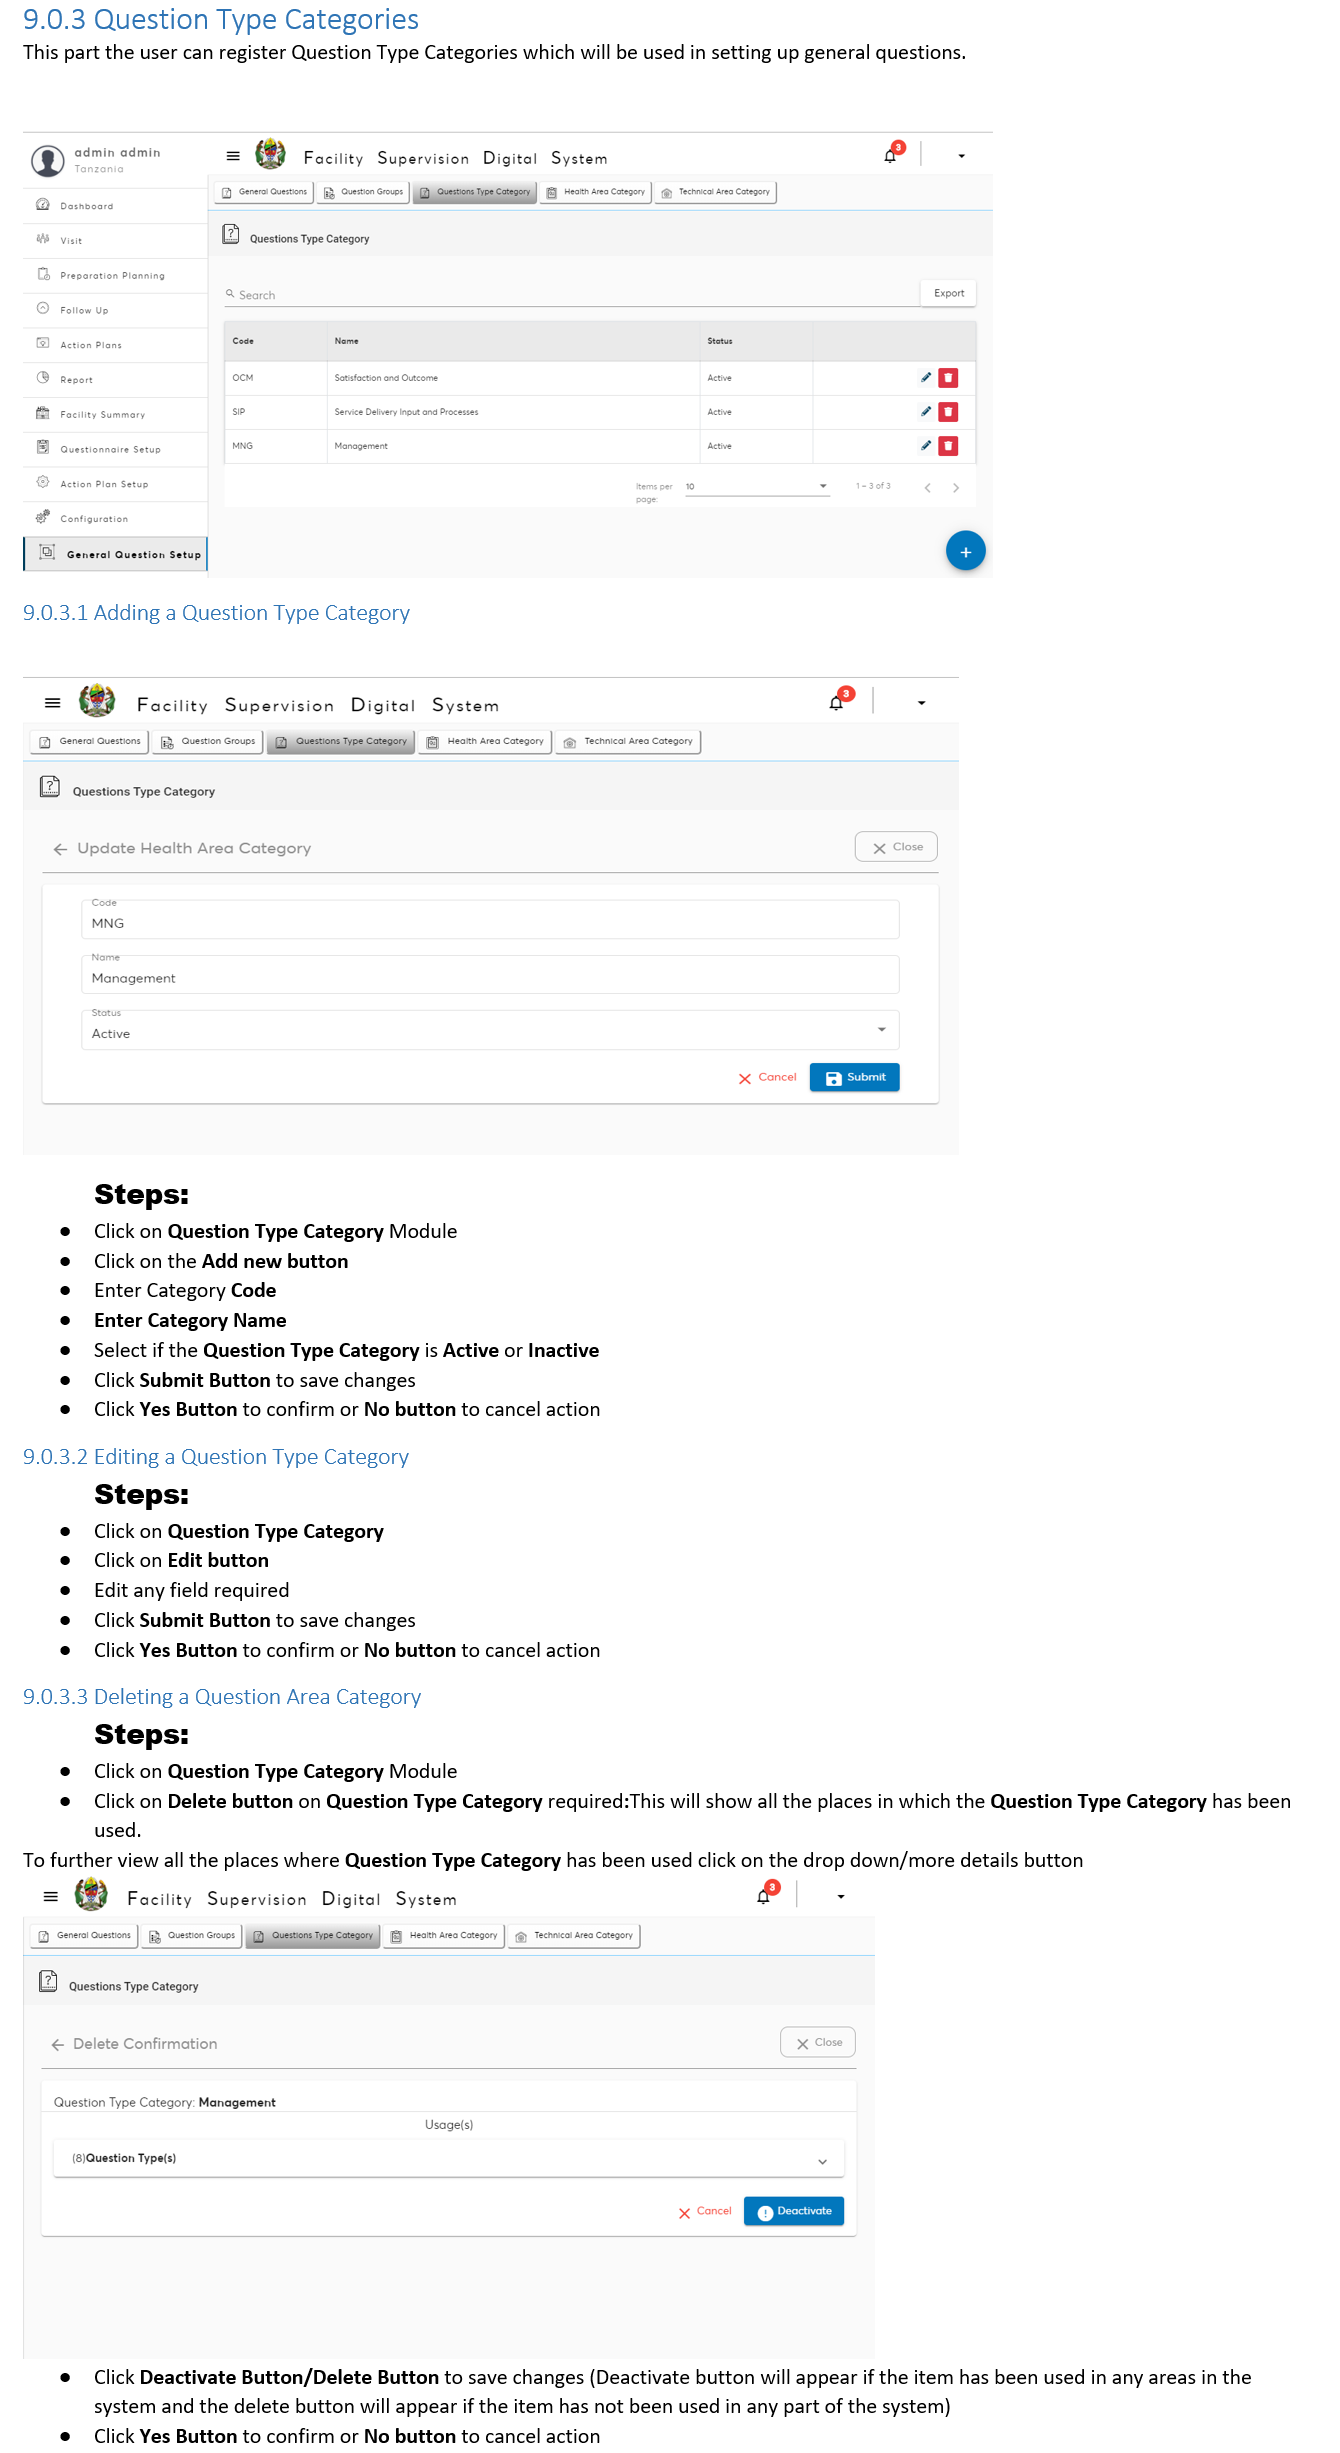 9.0.3 Question Type Categories
This part the user can register Question Type Categories which will be used in setting up general questions.
admin admin
Tanzania
Facility Supervision Digital System
3
General Questions
Question Groups
Questions Type Category
Health Area Category
Technical Area Category
Dashboard
Visit
Preparation Planning
Follow Up
Action Plans
Report
Facility Summary
Questionnaire Setup
Action Plan Setup
Configuration
General Question Setup
Questions Type Category
Search
Export
Code Name Status
OCM Satisfaction and Outcome Active
SIP Service Delivery Input and Processes Active
MNG Management Active
Items per page: 10 1 – 3 of 3
+
9.0.3.1 Adding a Question Type Category
Facility Supervision Digital System
3
General Questions
Question Groups
Questions Type Category
Health Area Category
Technical Area Category
Questions Type Category
Update Health Area Category
Close
Code
MNG
Name
Management
Status
Active
Cancel
Submit
Steps:
● Click on Question Type Category Module
● Click on the Add new button
● Enter Category Code
● Enter Category Name
● Select if the Question Type Category is Active or Inactive
● Click Submit Button to save changes
● Click Yes Button to confirm or No button to cancel action
9.0.3.2 Editing a Question Type Category
Steps:
● Click on Question Type Category
● Click on Edit button
● Edit any field required
● Click Submit Button to save changes
● Click Yes Button to confirm or No button to cancel action
9.0.3.3 Deleting a Question Area Category
Steps:
● Click on Question Type Category Module
● Click on Delete button on Question Type Category required:This will show all the places in which the Question Type Category has been
used.
To further view all the places where Question Type Category has been used click on the drop down/more details button
Facility Supervision Digital System
3
General Questions
Question Groups
Questions Type Category
Health Area Category
Technical Area Category
Questions Type Category
Delete Confirmation
Close
Question Type Category: Management
Usage(s)
(8)Question Type(s)
Cancel
Deactivate
● Click Deactivate Button/Delete Button to save changes (Deactivate button will appear if the item has been used in any areas in the
system and the delete button will appear if the item has not been used in any part of the system)
● Click Yes Button to confirm or No button to cancel action